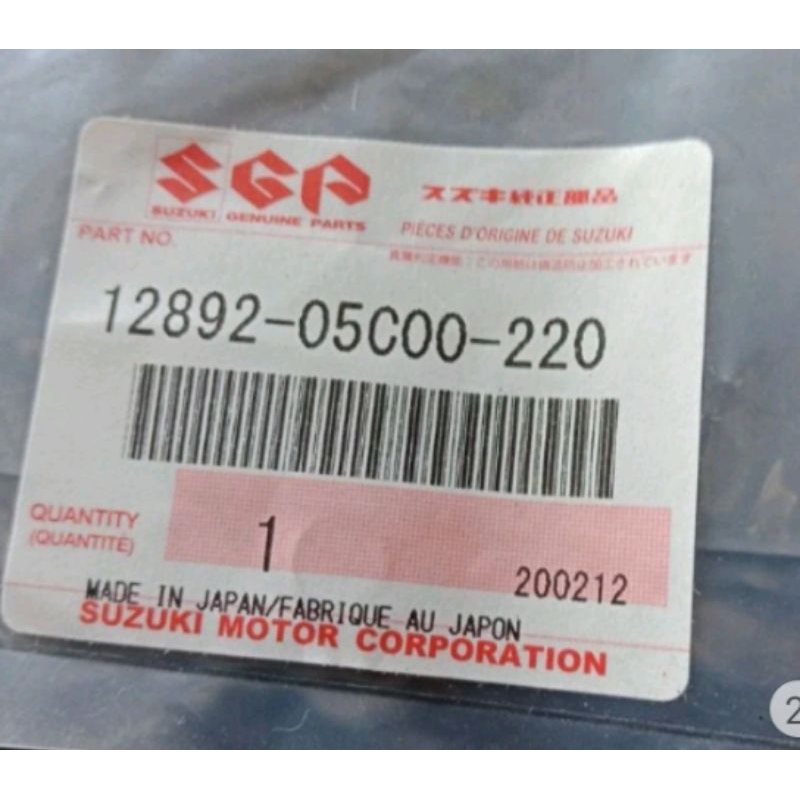 SGP
スズキ純正部品
SUZUKI GENUINE PARTS
PIÈCES D'ORIGINE DE SUZUKI
PART NO.
12892-05C00-220
QUANTITY
(QUANTITÉ)
1
200212
MADE IN JAPAN/FABRIQUE AU JAPON
SUZUKI MOTOR CORPORATION
2